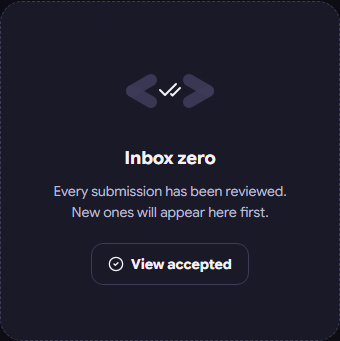 Inbox zero
Every submission has been reviewed.
New ones will appear here first.
View accepted